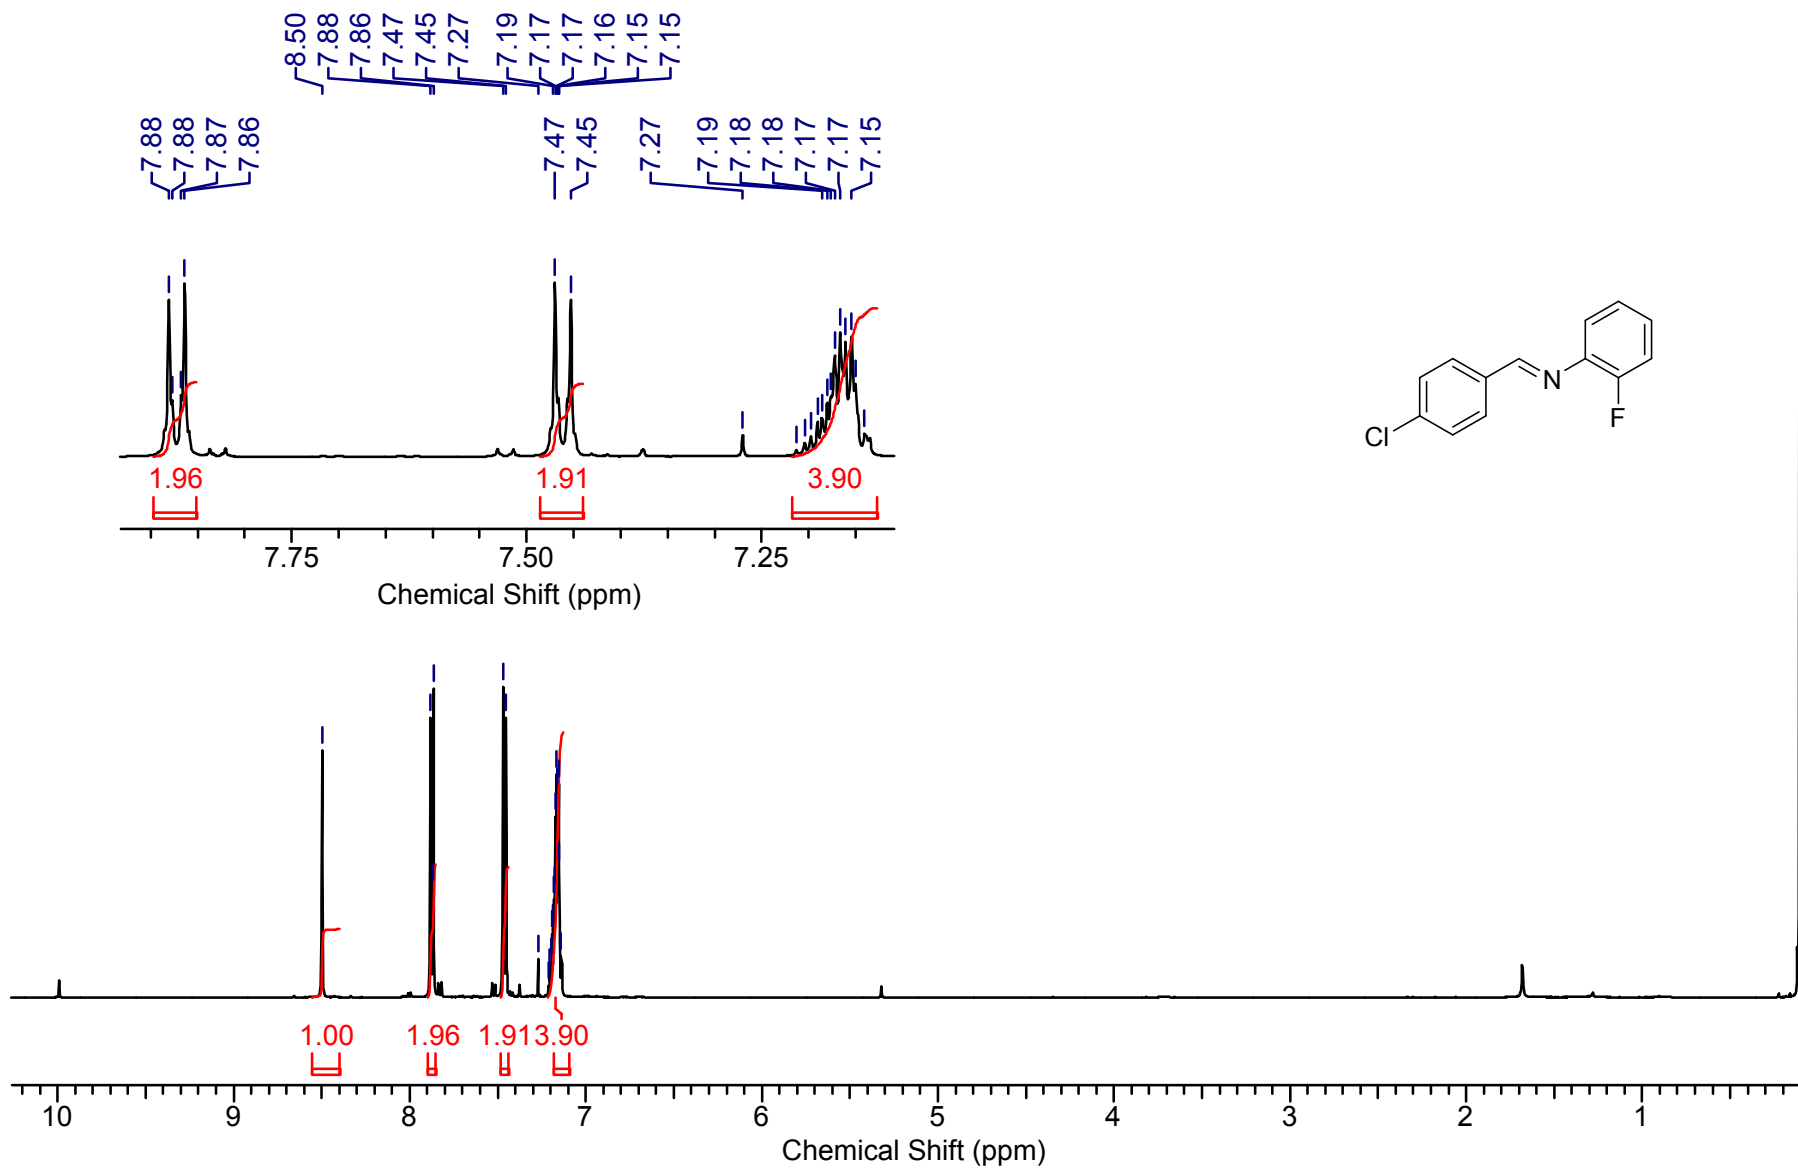 8.50 7.88 7.86 7.47 7.45 7.27 7.19 7.17 7.17 7.16 7.15 7.15
7.88 7.88 7.87 7.86 7.47 7.45 7.27 7.19 7.18 7.18 7.17 7.17 7.15
Cl N F
1.96 1.91 3.90
7.75 7.50 7.25
Chemical Shift (ppm)
1.00 1.96 1.91 3.90
10 9 8 7 6 5 4 3 2 1
Chemical Shift (ppm)